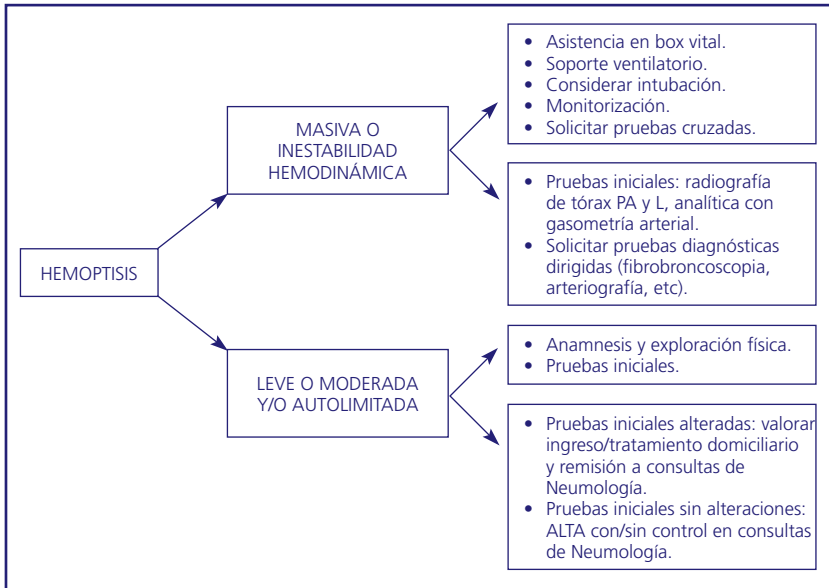 • Asistencia en box vital.
• Soporte ventilatorio.
• Considerar intubación.
• Monitorización.
• Solicitar pruebas cruzadas.
MASIVA O
INESTABILIDAD
HEMODINÁMICA
• Pruebas iniciales: radiografía
de tórax PA y L, analítica con
gasometría arterial.
• Solicitar pruebas diagnósticas
dirigidas (fibrobroncoscopia,
arteriografía, etc).
HEMOPTISIS
• Anamnesis y exploración física.
• Pruebas iniciales.
LEVE O MODERADA
Y/O AUTOLIMITADA
• Pruebas iniciales alteradas: valorar
ingreso/tratamiento domiciliario
y remisión a consultas de
Neumología.
• Pruebas iniciales sin alteraciones:
ALTA con/sin control en consultas
de Neumología.